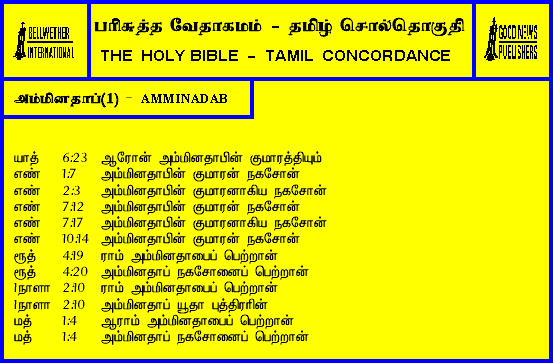 BELLWETHER INTERNATIONAL
பரிசுத்த வேதாகமம் - தமிழ் சொல்தொகுதி
THE HOLY BIBLE - TAMIL CONCORDANCE
GOOD NEWS PUBLISHERS
அம்மினதாப்(1) - AMMINADAB
யாத் 6:23 ஆரோன் அம்மினதாபின் குமாரத்தியும்
எண் 1:7 அம்மினதாபின் குமாரன் நகசோன்
எண் 2:3 அம்மினதாபின் குமாரனாகிய நகசோன்
எண் 7:12 அம்மினதாபின் குமாரன் நகசோன்
எண் 7:17 அம்மினதாபின் குமாரனாகிய நகசோன்
எண் 10:14 அம்மினதாபின் குமாரன் நகசோன்
ரூத் 4:19 ராம் அம்மினதாபைப் பெற்றான்
ரூத் 4:20 அம்மினதாப் நகசோனைப் பெற்றான்
1நாளா 2:10 ராம் அம்மினதாபைப் பெற்றான்
1நாளா 2:10 அம்மினதாப் யூதா புத்திரரின்
மத் 1:4 ஆராம் அம்மினதாபைப் பெற்றான்
மத் 1:4 அம்மினதாப் நகசோனைப் பெற்றான்